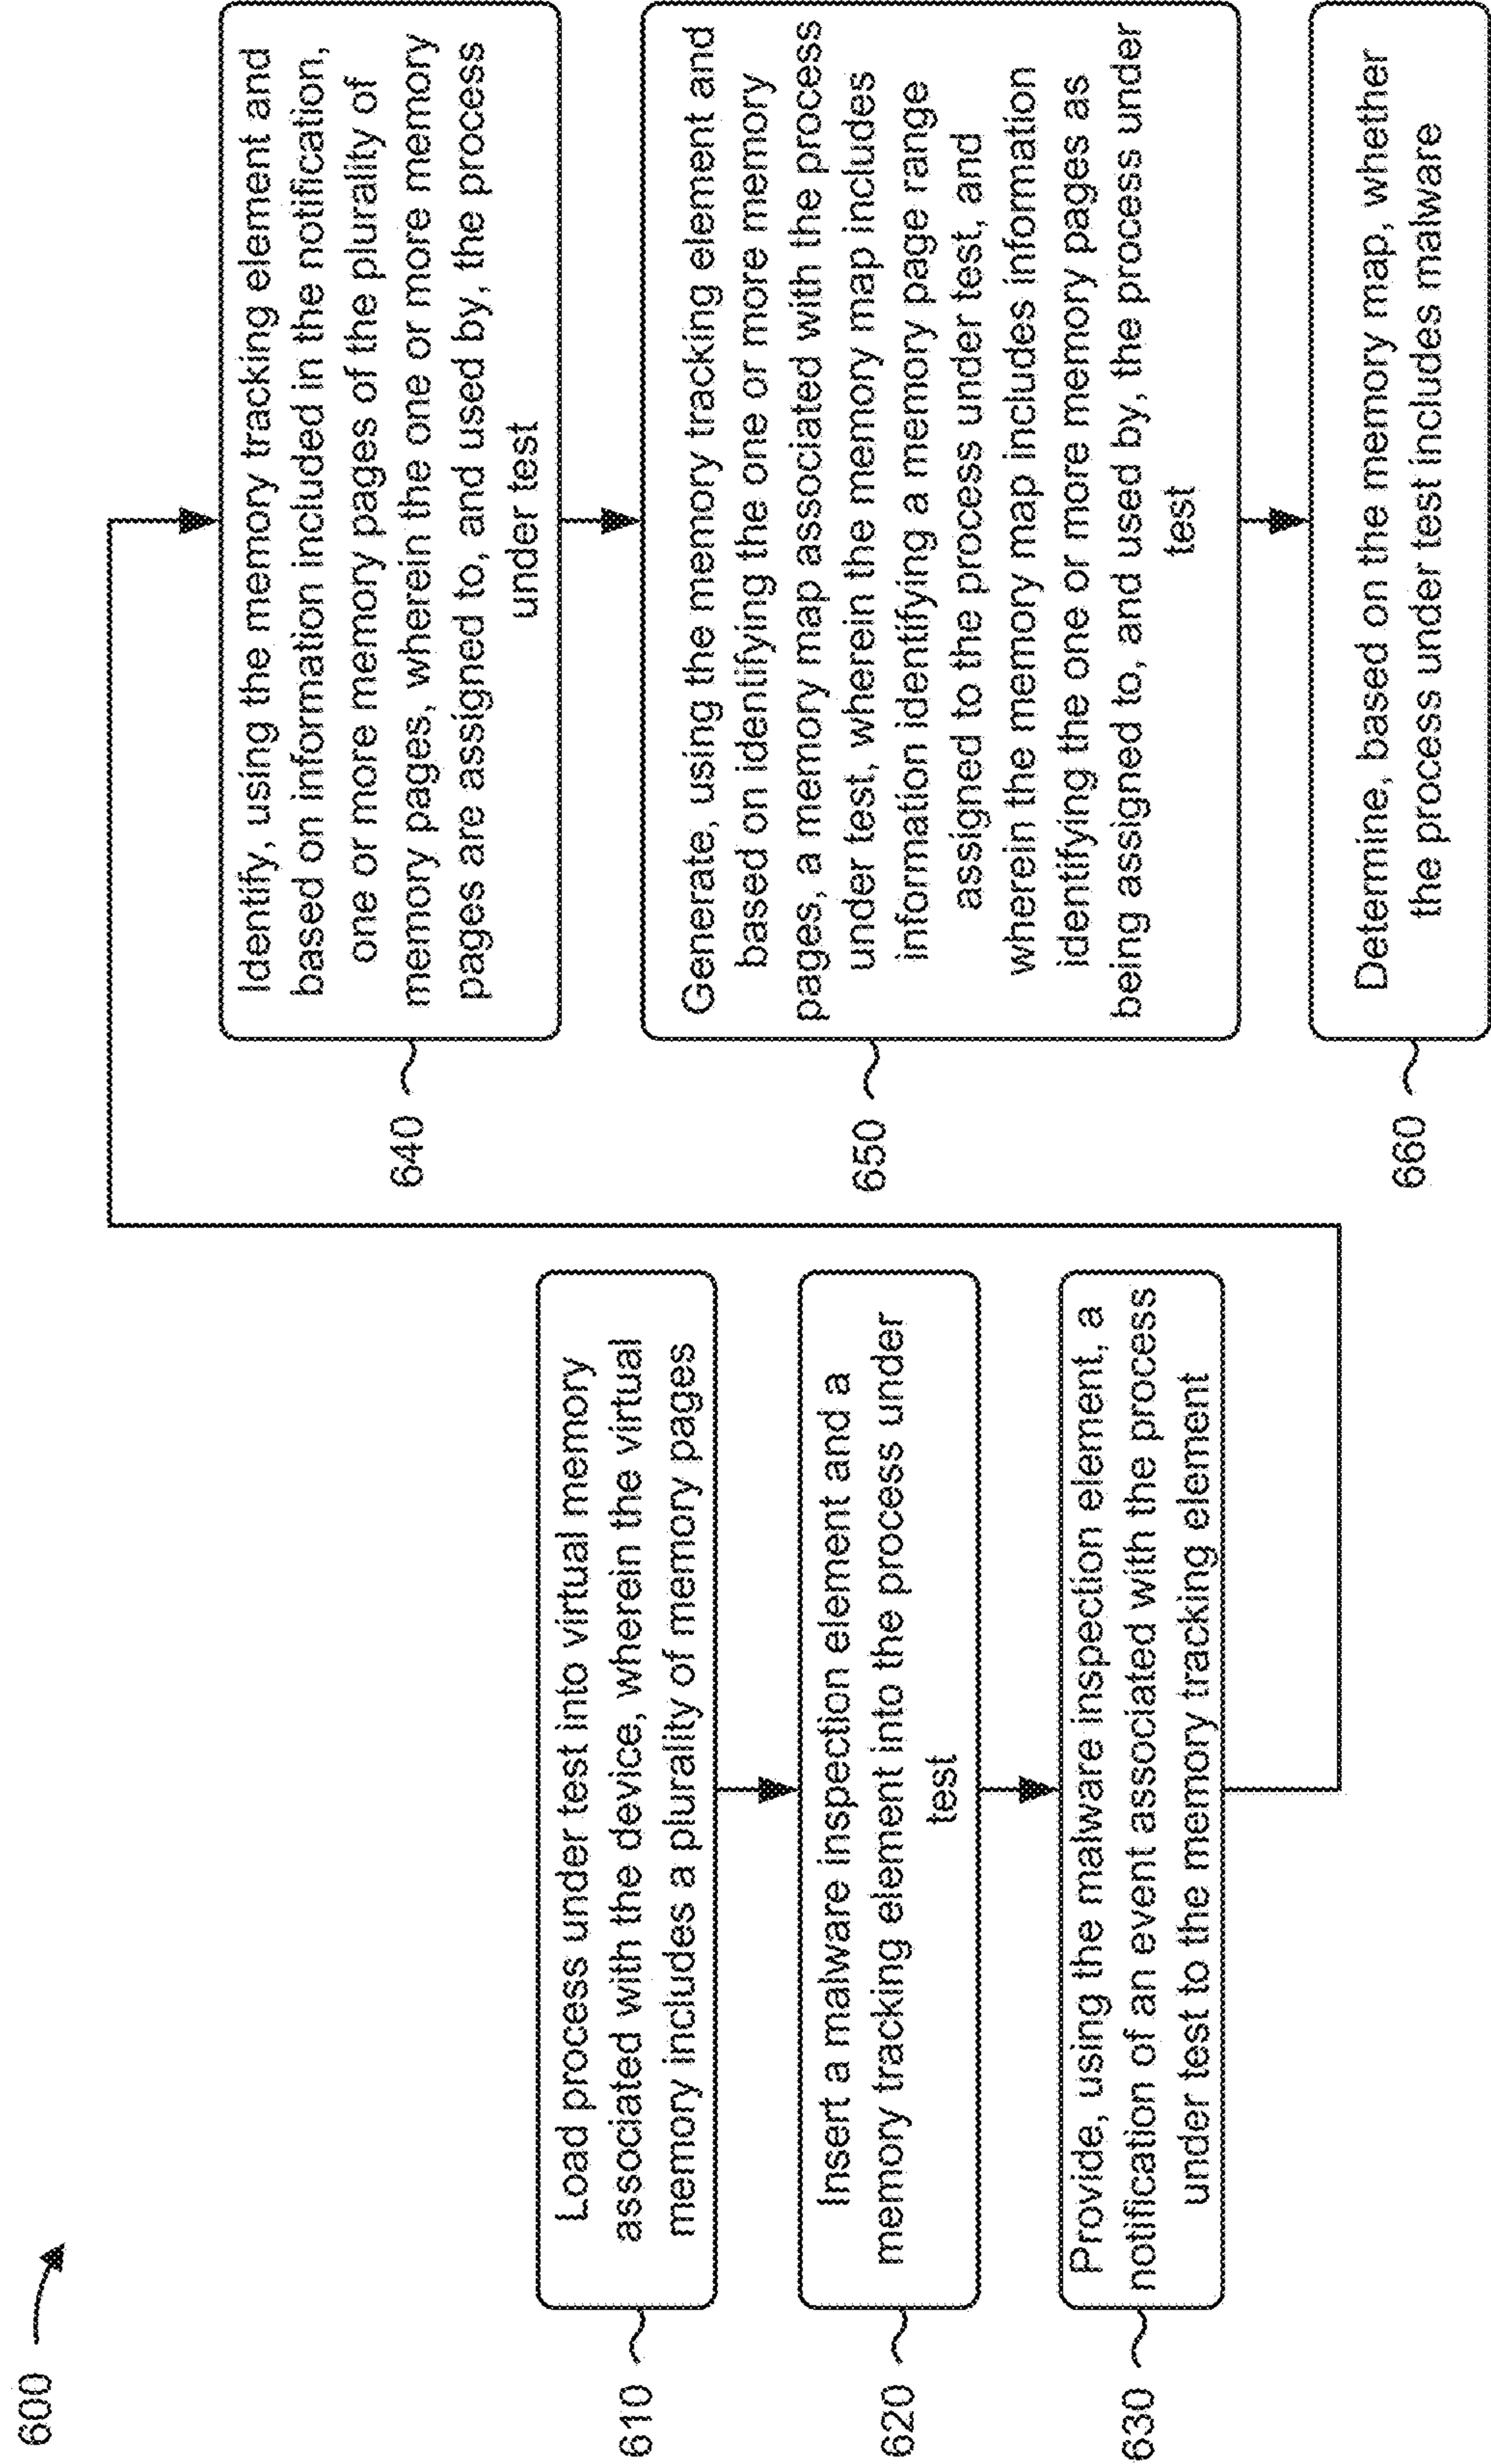 600
610
Load process under test into virtual memory
associated with the device, wherein the virtual
memory includes a plurality of memory pages
620
Insert a malware inspection element and a
memory tracking element into the process under
test
630
Provide, using the malware inspection element, a
notification of an event associated with the process
under test to the memory tracking element
640
Identify, using the memory tracking element and
based on information included in the notification,
one or more memory pages of the plurality of
memory pages, wherein the one or more memory
pages are assigned to, and used by, the process
under test
650
Generate, using the memory tracking element and
based on identifying the one or more memory
pages, a memory map associated with the process
under test, wherein the memory map includes
information identifying a memory page range
assigned to the process under test, and
wherein the memory map includes information
identifying the one or more memory pages as
being assigned to, and used by, the process under
test
660
Determine, based on the memory map, whether
the process under test includes malware